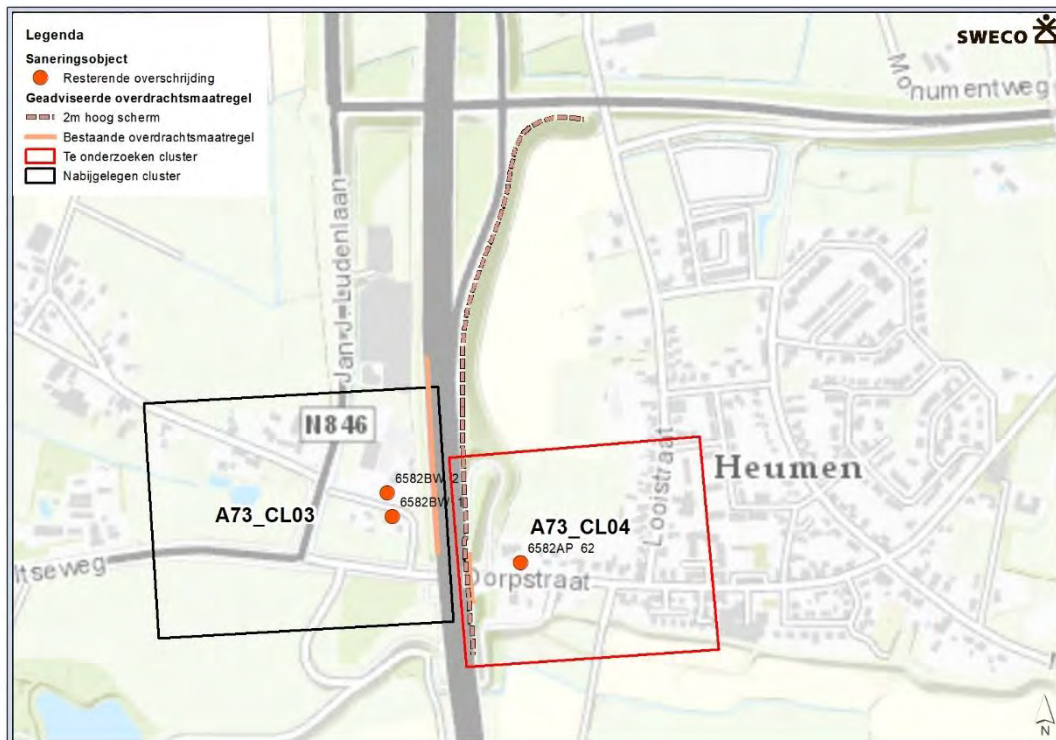 Legenda
Saneringsobject
Resterende overschrijding
Geadviseerde overdrachtsmaatregel
2m hoog scherm
Bestaande overdrachtsmaatregel
Te onderzoeken cluster
Nabijgelegen cluster
SWECO
Monumentweg
Jan-J.-Ludenlaan
N846
6582BW 2
6582BW 1
A73_CL03
Looistraat
Heumen
A73_CL04
6582AP 62
ltseweg
Dorpstraat
N